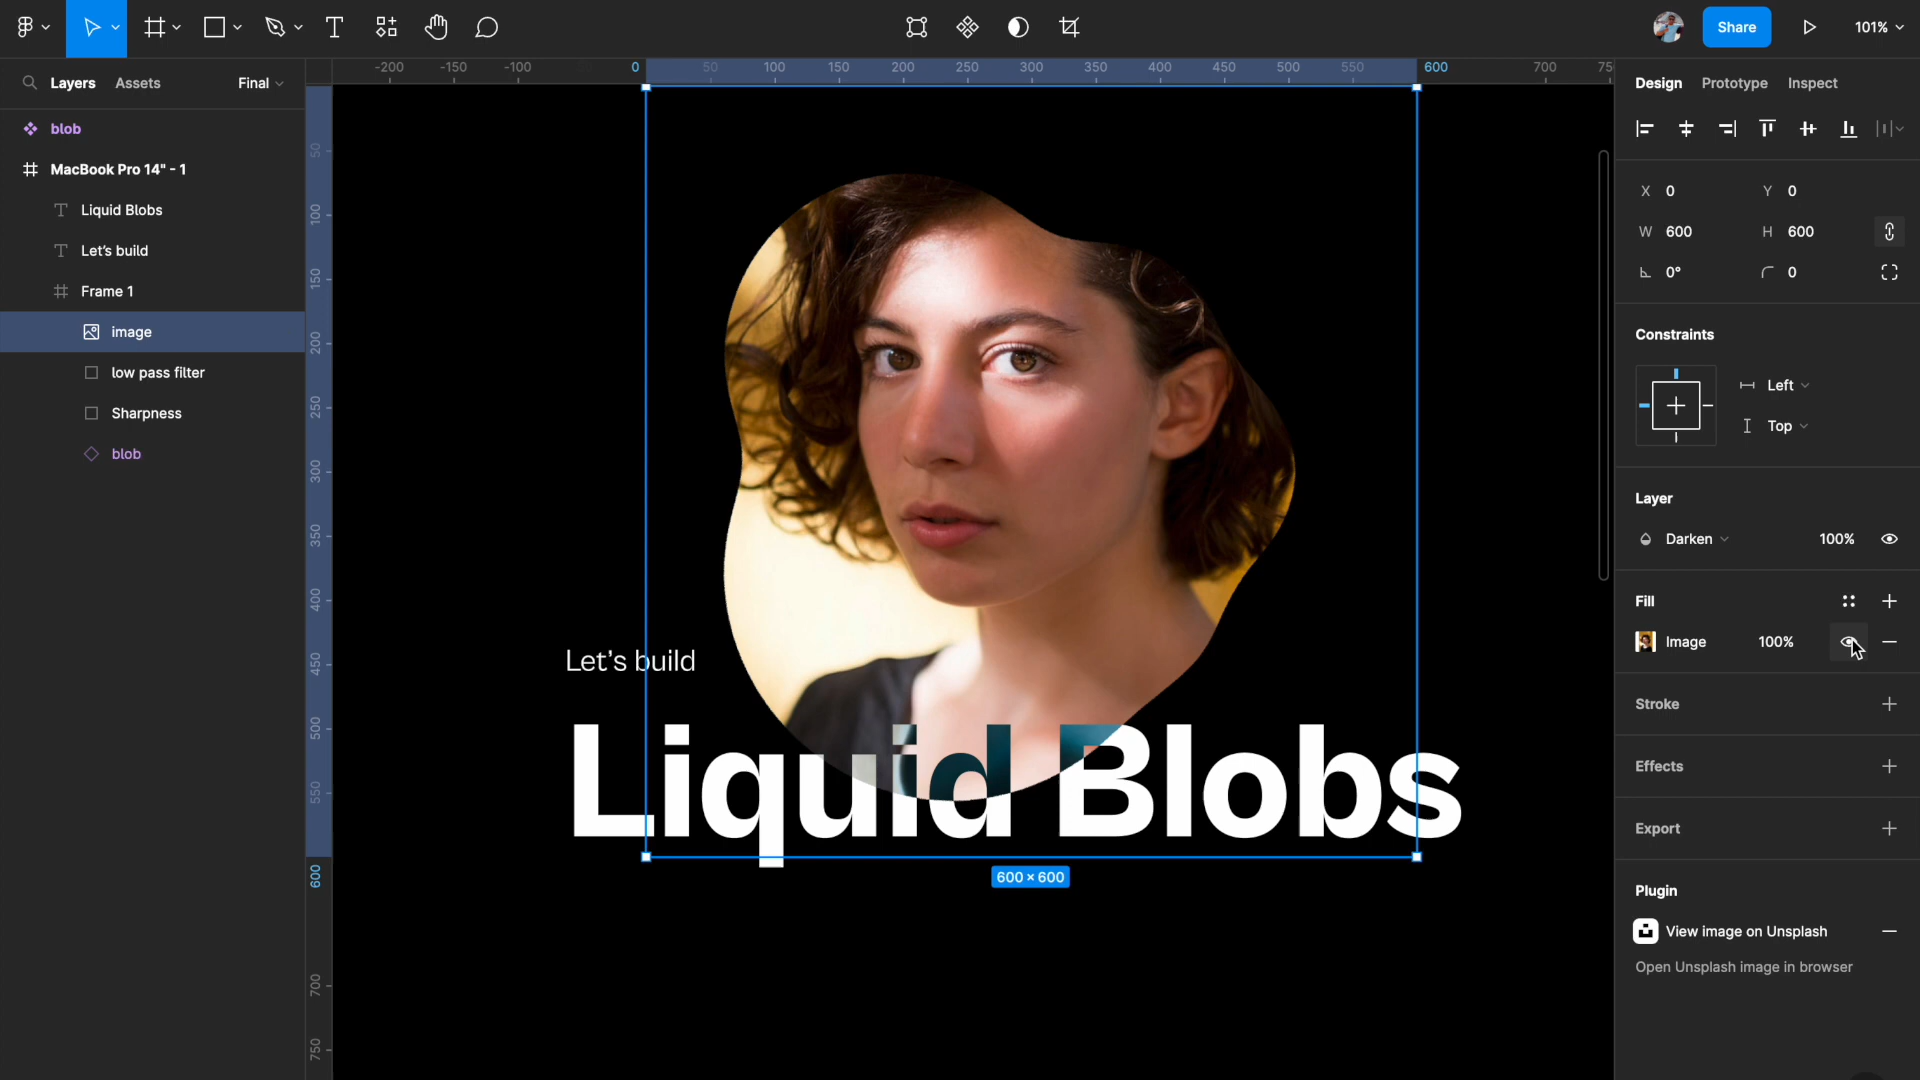 Share
101%
Layers
Assets
Final
-200
-150
-100
0
50
100
150
200
250
300
350
400
450
500
550
600
700
Design
Prototype
Inspect
blob
MacBook Pro 14" - 1
Liquid Blobs
Let's build
Frame 1
image
low pass filter
Sharpness
blob
50
100
150
200
250
300
350
400
450
500
550
600
700
750
Let's build
Liquid Blobs
600 × 600
X 0
Y 0
W 600
H 600
0°
0
Constraints
Left
Top
Layer
Darken
100%
Fill
Image
100%
Stroke
Effects
Export
Plugin
View image on Unsplash
Open Unsplash image in browser